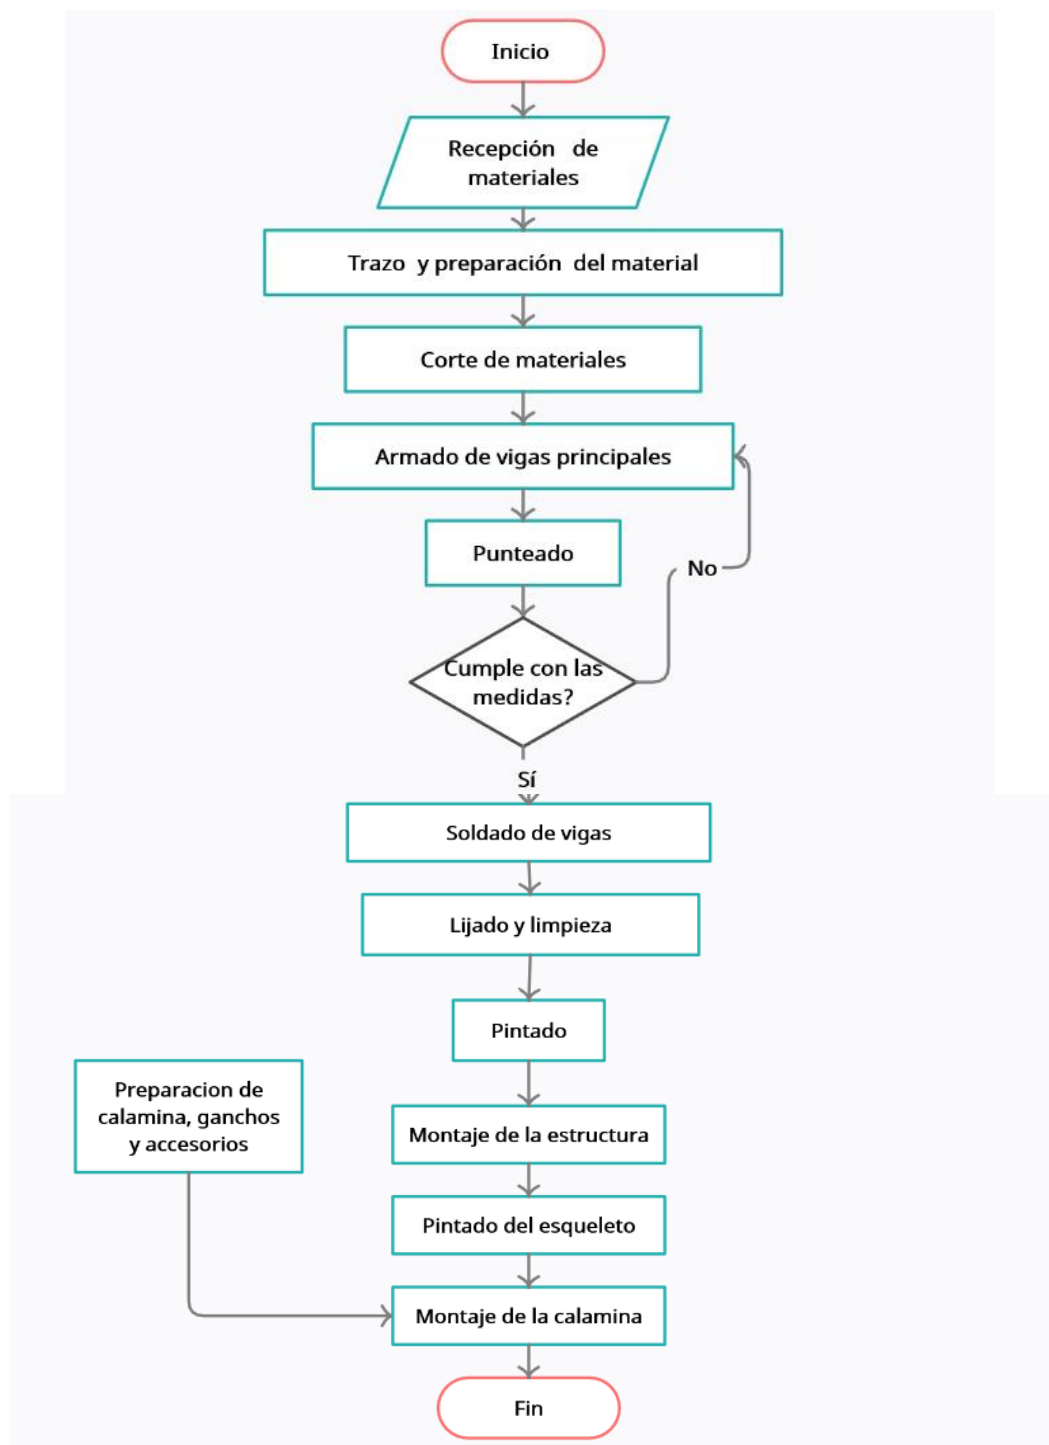 Inicio
Recepción de
materiales
Trazo y preparación del material
Corte de materiales
Armado de vigas principales
Punteado
No
Cumple con las
medidas?
Sí
Soldado de vigas
Lijado y limpieza
Pintado
Preparacion de
calamina, ganchos
y accesorios
Montaje de la estructura
Pintado del esqueleto
Montaje de la calamina
Fin